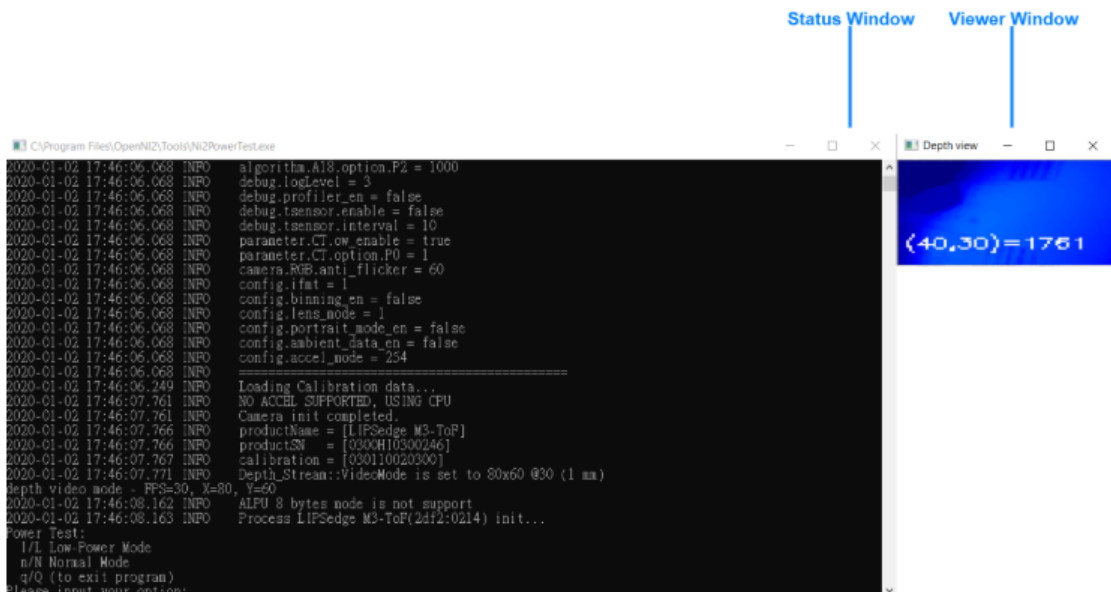 Status Window Viewer Window
C:\Program Files\OpenNI2\Tools\Ni2PowerTest.exe
Depth view
2020-01-02 17:46:06.068 INFO algorithm.A18.option.P2 = 1000
2020-01-02 17:46:06.068 INFO debug.logLevel = 3
2020-01-02 17:46:06.068 INFO debug.profiler_en = false
2020-01-02 17:46:06.068 INFO debug.tsensor.enable = false
2020-01-02 17:46:06.068 INFO debug.tsensor.interval = 10
2020-01-02 17:46:06.068 INFO parameter.CT.ow_enable = true
2020-01-02 17:46:06.068 INFO parameter.CT.option.P0 = 1
2020-01-02 17:46:06.068 INFO camera.RGB.anti_flicker = 60
2020-01-02 17:46:06.068 INFO config.ifmt = 1
2020-01-02 17:46:06.068 INFO config.binning_en = false
2020-01-02 17:46:06.068 INFO config.lens_mode = 1
2020-01-02 17:46:06.068 INFO config.portrait_mode_en = false
2020-01-02 17:46:06.068 INFO config.ambient_data_en = false
2020-01-02 17:46:06.068 INFO config.accel_mode = 254
2020-01-02 17:46:06.068 INFO =============================================
2020-01-02 17:46:06.249 INFO Loading Calibration data...
2020-01-02 17:46:07.761 INFO NO ACCEL SUPPORTED, USING CPU
2020-01-02 17:46:07.761 INFO Camera init completed.
2020-01-02 17:46:07.766 INFO productName = [LIPSedge M3-ToF]
2020-01-02 17:46:07.766 INFO productSN = [0300H10300246]
2020-01-02 17:46:07.767 INFO calibration = [030110020300]
2020-01-02 17:46:07.771 INFO Depth_Stream::VideoMode is set to 80x60 @30 (1 mm)
depth video mode - FPS=30, X=80, Y=60
2020-01-02 17:46:08.162 INFO ALPU 8 bytes mode is not support
2020-01-02 17:46:08.163 INFO Process LIPSedge M3-ToF(2df2:0214) init...
Power Test:
l/L Low-Power Mode
n/N Normal Mode
q/Q (to exit program)
Please input your option:
(40,30)=1761